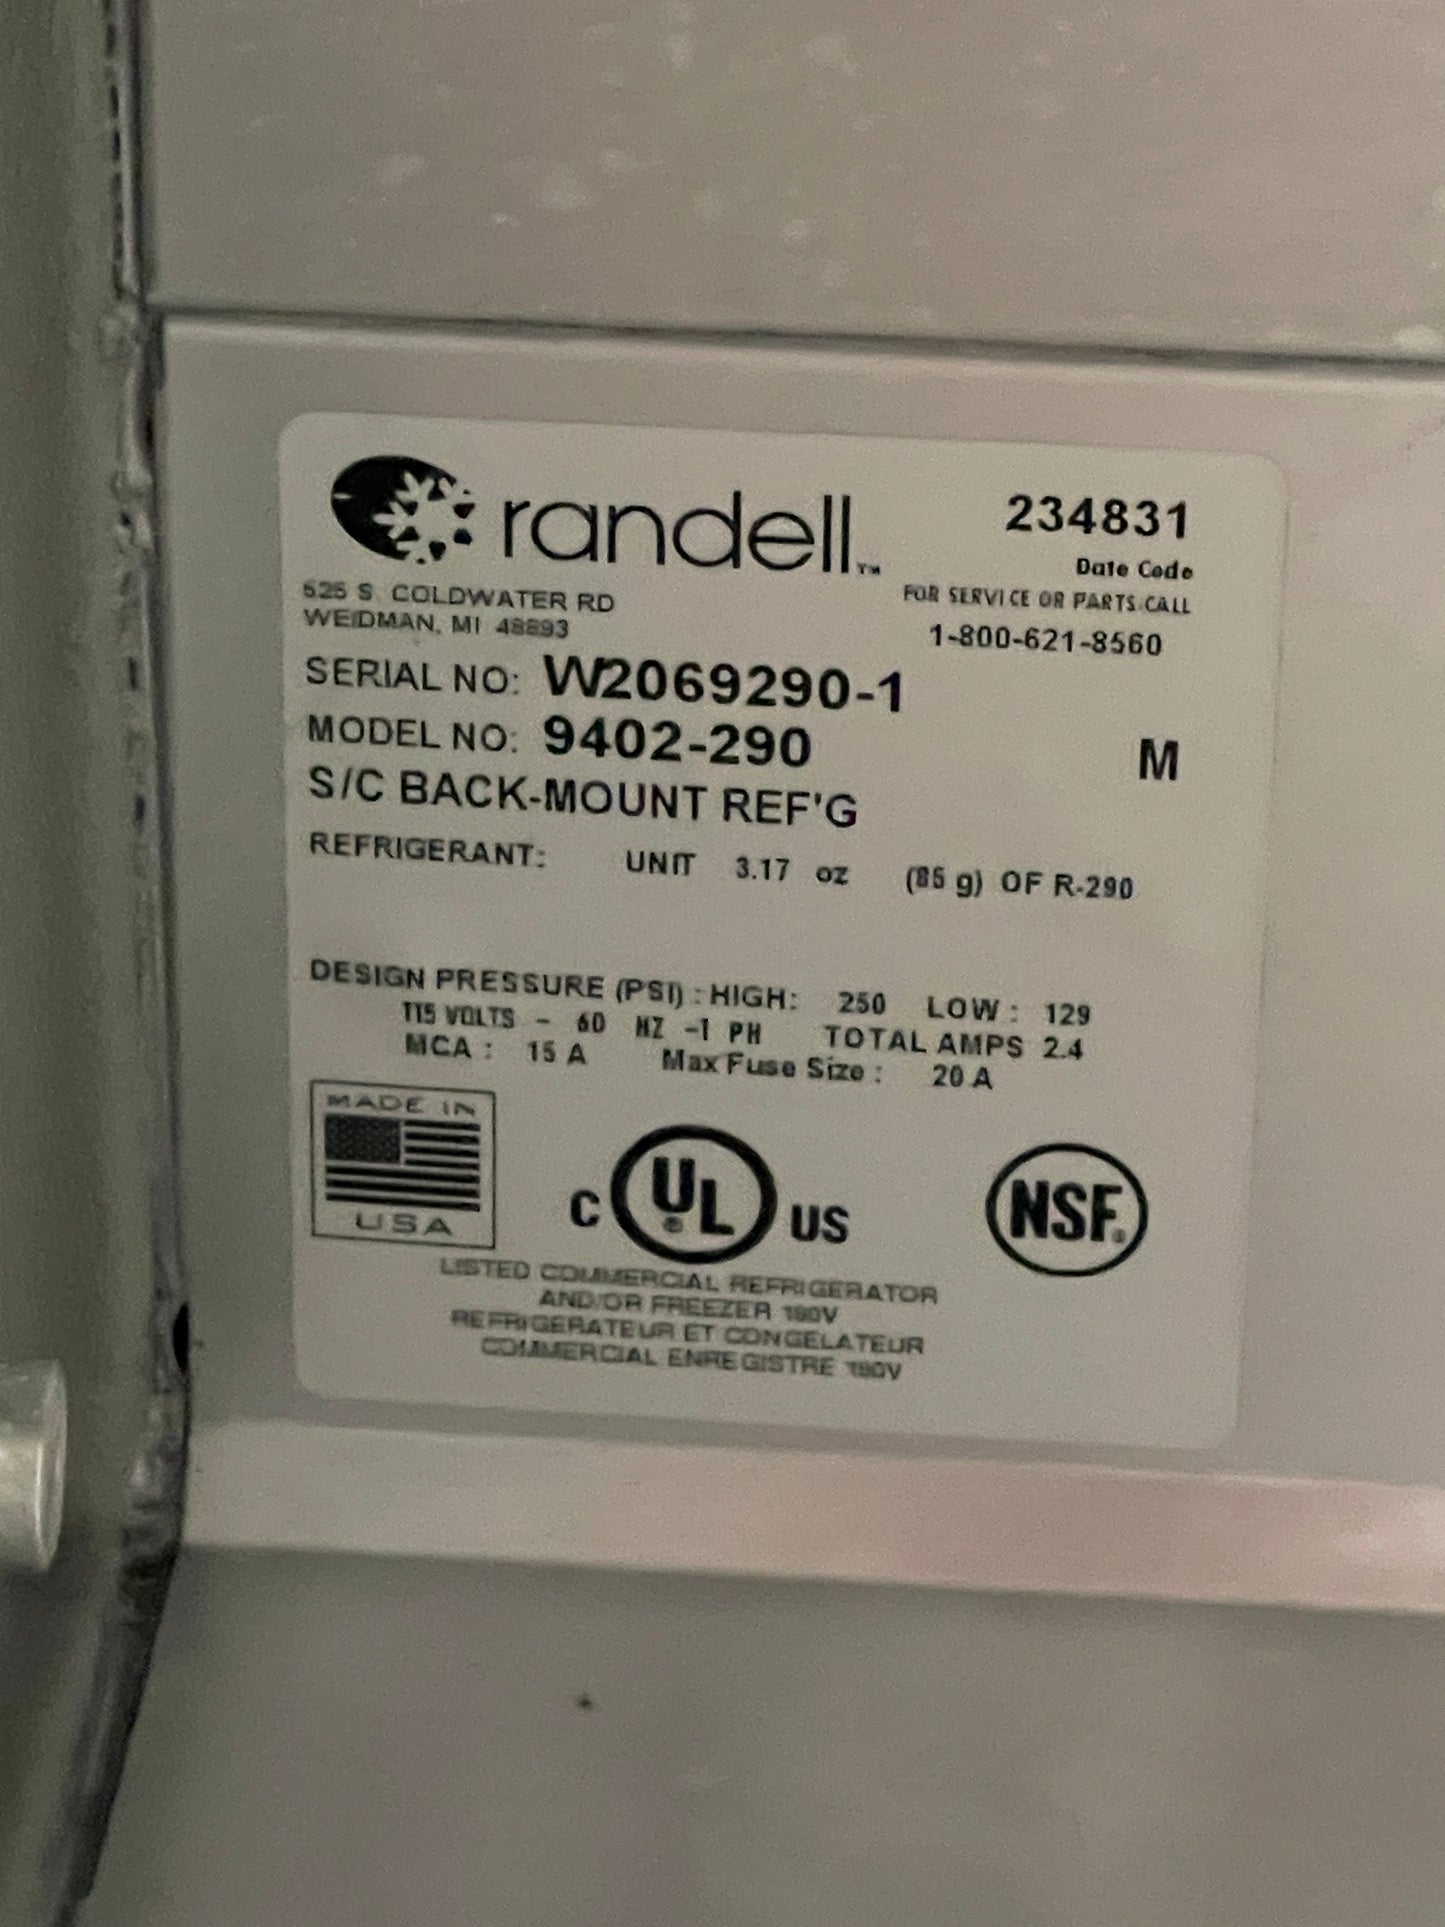 randell™
234831
Date Code
525 S. COLDWATER RD
WEIDMAN, MI 48893
FOR SERVICE OR PARTS CALL
1-800-621-8560
SERIAL NO: W2069290-1
MODEL NO: 9402-290
M
S/C BACK-MOUNT REF'G
REFRIGERANT: UNIT 3.17 oz (85 g) OF R-290
DESIGN PRESSURE (PSI) : HIGH: 250 LOW : 129
115 VOLTS - 60 HZ -1 PH TOTAL AMPS 2.4
MCA : 15 A Max Fuse Size : 20 A
MADE IN
USA
C UL® US
NSF®
LISTED COMMERCIAL REFRIGERATOR
AND/OR FREEZER 190V
REFRIGERATEUR ET CONGELATEUR
COMMERCIAL ENREGISTRE 190V